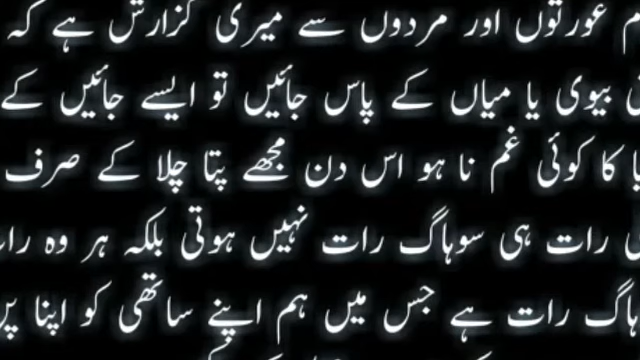 عورتوں اور مردوں سے میری گزارش ہے کہ
بیوی یا میاں کے پاس جائیں تو ایسے جائیں کے
کا کوئی غم نا ہو اس دن مجھے پتا چلا کے صرف
رات ہی سوہاگ رات نہیں ہوتی بلکہ ہر وہ
رات ہے جس میں ہم اپنے ساتھی کو اپنا